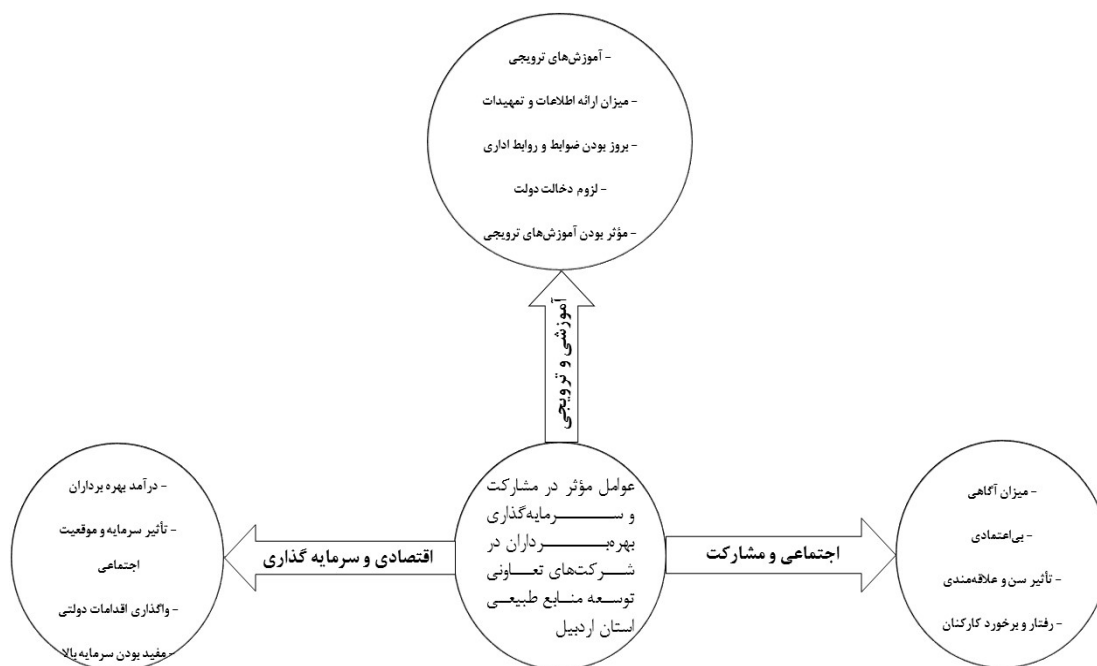 - آموزش‌های ترویجی
- میزان ارائه اطلاعات و تمهیدات
- بروز بودن ضوابط و روابط اداری
- لزوم دخالت دولت
- مؤثر بودن آموزش‌های ترویجی
آموزشی و ترویجی
عوامل مؤثر در مشارکت
و سرمایه‌گذاری
بهره‌برداران در
شرکت‌های تعاونی
توسعه منابع طبیعی
استان اردبیل
اجتماعی و مشارکت
- میزان آگاهی
- بی‌اعتمادی
- تأثیر سن و علاقه‌مندی
- رفتار و برخورد کارکنان
اقتصادی و سرمایه گذاری
- درآمد بهره برداران
- تأثیر سرمایه و موقعیت
اجتماعی
- واگذاری اقدامات دولتی
- مفید بودن سرمایه بالا